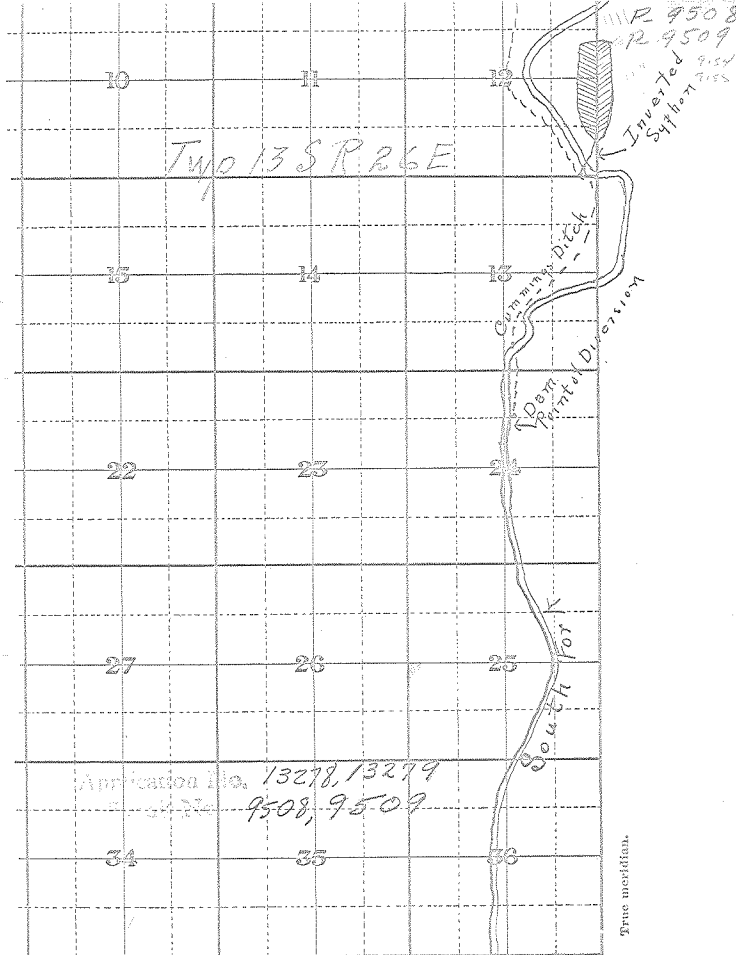 R 9508
R 9509
10 11 12
Inverted
Syphon
Twp 13 S R 26 E
15 14 13
Cummings Ditch
Dam
Point of Diversion
22 23 24
South Fork
27 26 25
Application No. 13278, 13279
9508, 9509
34 35 36
True meridian.